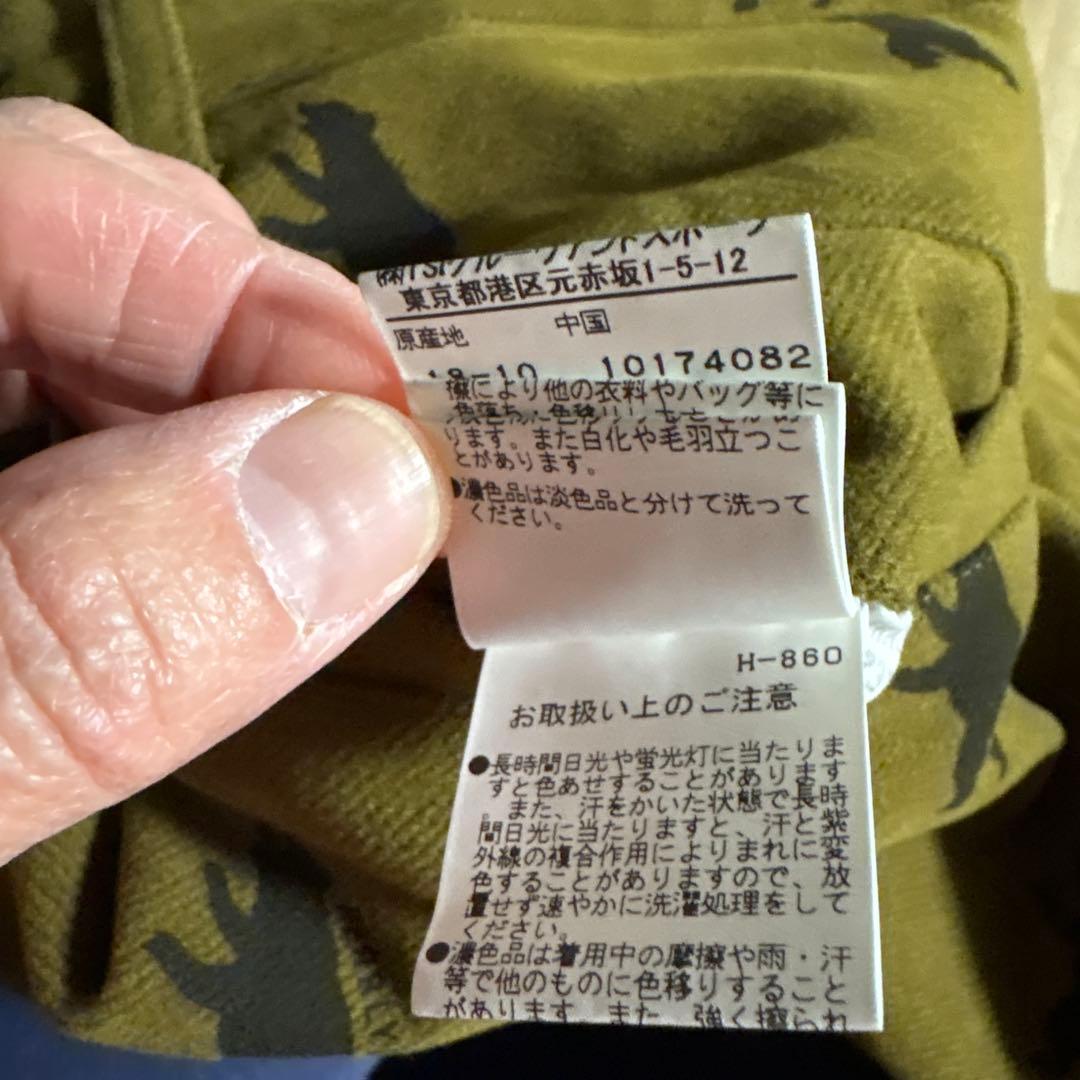 東京都港区元赤坂1-5-12
原産地 中国
10174082
擦により他の衣料やバッグ等に
ります。また白化や毛羽立つこ
とがあります。
●濃色品は淡色品と分けて洗って
ください。
H-860
お取扱い上のご注意
●長時間日光や蛍光灯に当たりま
すと色あせすることがあります
。また、汗をかいた状態で長時
間日光に当たりますと、汗と紫
外線の複合作用によりまれに変
色することがありますので、放
置せず速やかに洗濯処理をして
ください。
●濃色品は着用中の摩擦や雨・汗
等で他のものに色移りすること
があります。また、強く擦られ